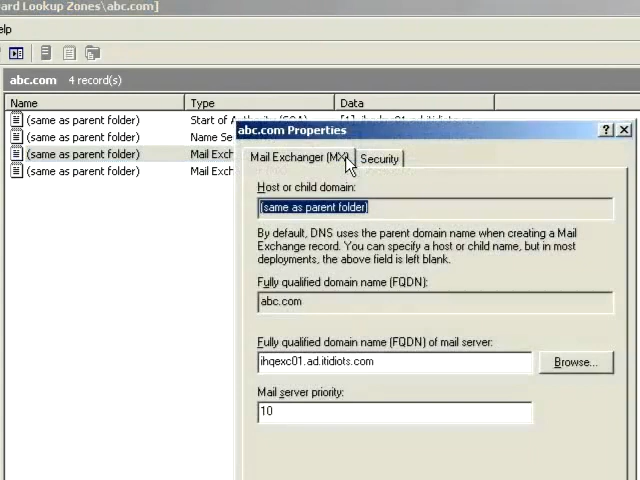 ard Lookup Zones\abc.com]
elp
abc.com 4 record(s)
Name Type Data
(same as parent folder) Start of
(same as parent folder) Name Se
(same as parent folder) Mail Exc
(same as parent folder) Mail Exc
abc.com Properties
Mail Exchanger (MX) Security
Host or child domain:
(same as parent folder)
By default, DNS uses the parent domain name when creating a Mail
Exchange record. You can specify a host or child name, but in most
deployments, the above field is left blank.
Fully qualified domain name (FQDN):
abc.com
Fully qualified domain name (FQDN) of mail server:
ihqexc01.ad.itidiots.com
Browse...
Mail server priority:
10